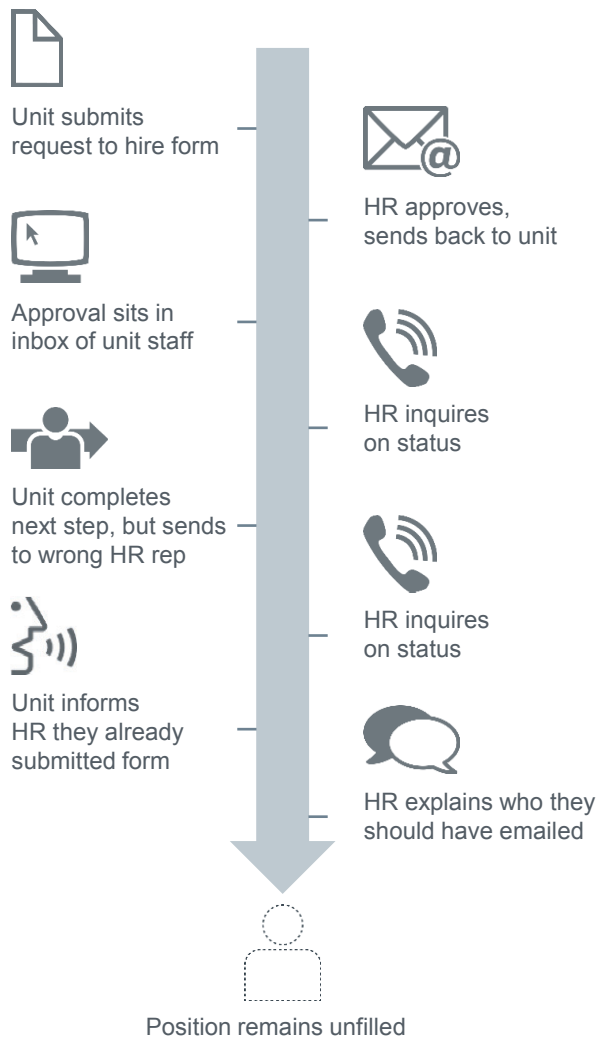 Unit submits
request to hire form
HR approves,
sends back to unit
Approval sits in
inbox of unit staff
HR inquires
on status
Unit completes
next step, but sends
to wrong HR rep
HR inquires
on status
Unit informs
HR they already
submitted form
HR explains who they
should have emailed
Position remains unfilled